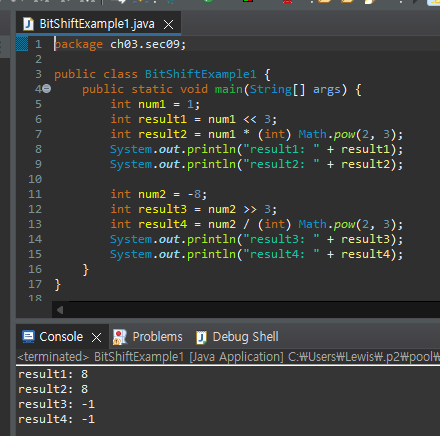 BitShiftExample1.java
1 package ch03.sec09;
2
3 public class BitShiftExample1 {
4 public static void main(String[] args) {
5 int num1 = 1;
6 int result1 = num1 << 3;
7 int result2 = num1 * (int) Math.pow(2, 3);
8 System.out.println("result1: " + result1);
9 System.out.println("result2: " + result2);
10
11 int num2 = -8;
12 int result3 = num2 >> 3;
13 int result4 = num2 / (int) Math.pow(2, 3);
14 System.out.println("result3: " + result3);
15 System.out.println("result4: " + result4);
16 }
17 }
18
Console Problems Debug Shell
<terminated> BitShiftExample1 [Java Application] C:₩Users₩Lewis₩.p2₩pool₩
result1: 8
result2: 8
result3: -1
result4: -1